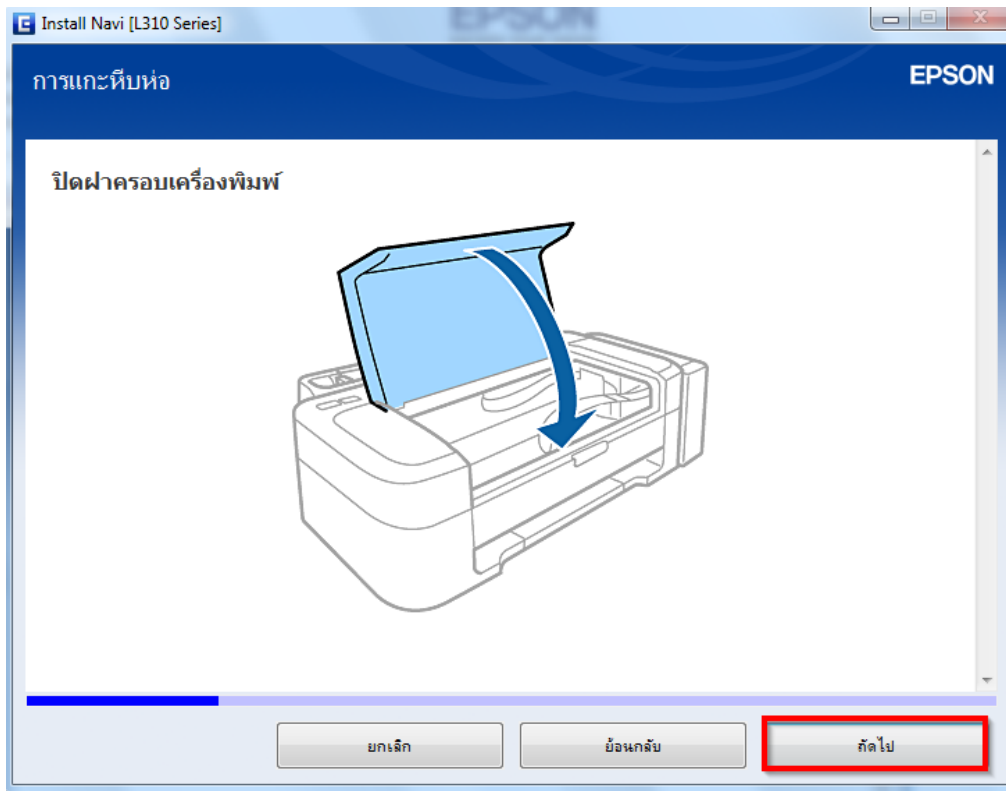 Install Navi [L310 Series]
EPSON
การแกะหีบห่อ
EPSON
ปิดฝาครอบเครื่องพิมพ์
ยกเลิก
ย้อนกลับ
ถัดไป